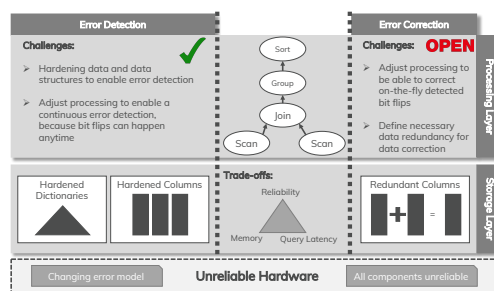 Error Detection
Error Correction
Challenges:
➢ Hardening data and data
structures to enable error detection
➢ Adjust processing to enable a
continuous error detection,
because bit flips can happen
anytime
Sort
Group
Join
Scan
Scan
Challenges:
OPEN
➢ Adjust processing to
be able to correct
on-the-fly detected
bit flips
➢ Define necessary
data redundancy for
data correction
Processing Layer
Hardened
Dictionaries
Hardened Columns
Trade-offs:
Reliability
Memory
Query Latency
Redundant Columns
+
=
Storage Layer
Changing error model
Unreliable Hardware
All components unreliable